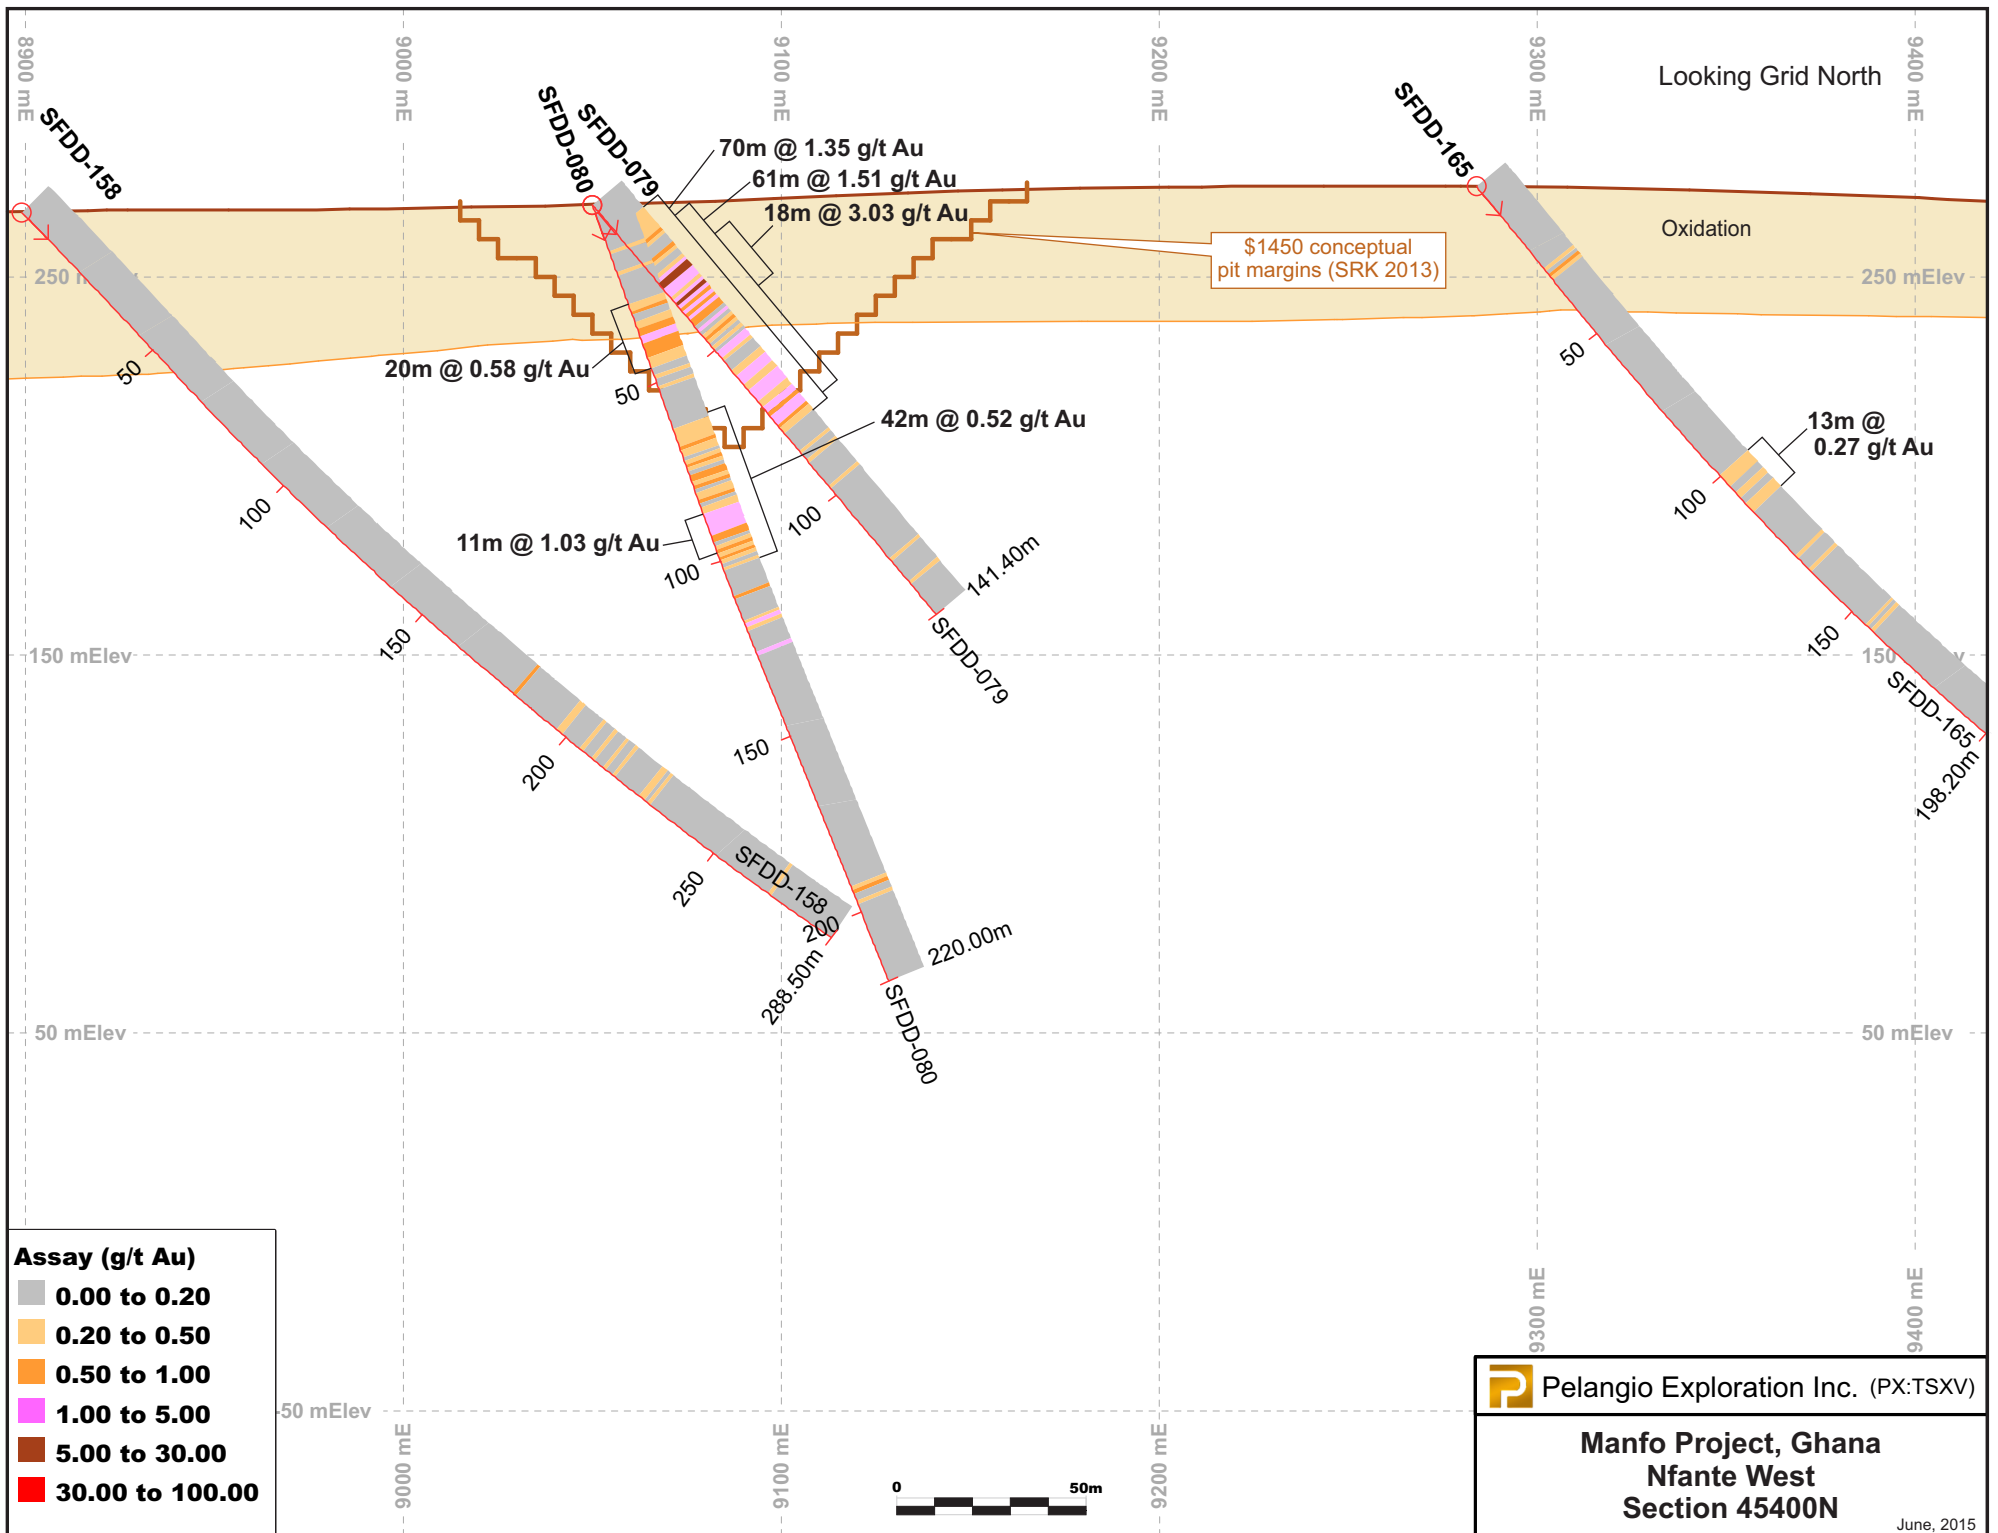 8900 mE
9000 mE
9100 mE
9200 mE
9300 mE
9400 mE
Looking Grid North
SFDD-158
SFDD-080
SFDD-079
SFDD-165
70m @ 1.35 g/t Au
61m @ 1.51 g/t Au
18m @ 3.03 g/t Au
Oxidation
$1450 conceptual
pit margins (SRK 2013)
250 mElev
250 mElev
50
20m @ 0.58 g/t Au
50
50
42m @ 0.52 g/t Au
13m @
0.27 g/t Au
100
100
100
100
11m @ 1.03 g/t Au
141.40m
150
150
150 mElev
150
SFDD-079
SFDD-165
198.20m
150
200
250
SFDD-158
200
288.50m
220.00m
SFDD-080
50 mElev
50 mElev
Assay (g/t Au)
0.00 to 0.20
0.20 to 0.50
0.50 to 1.00
1.00 to 5.00
5.00 to 30.00
30.00 to 100.00
-50 mElev
9000 mE
9100 mE
9200 mE
9300 mE
9400 mE
0 50m
Pelangio Exploration Inc. (PX:TSXV)
Manfo Project, Ghana
Nfante West
Section 45400N
June, 2015